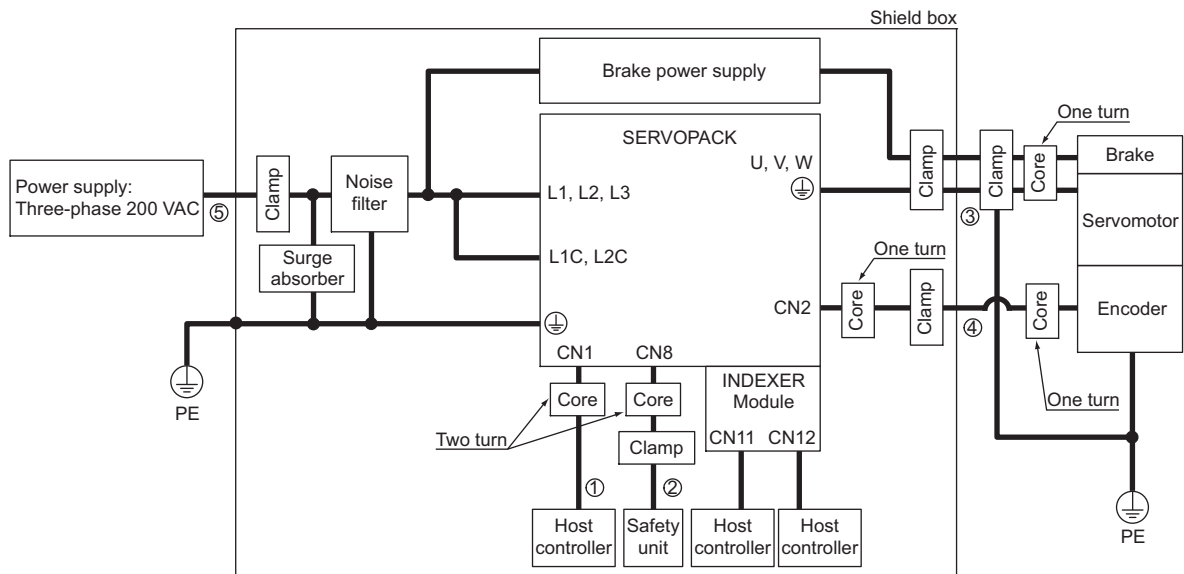 Shield box
Brake power supply
One turn
SERVOPACK
U, V, W
Clamp
Clamp
Core
Brake
Power supply:
Three-phase 200 VAC
⑤
Clamp
Noise
filter
L1, L2, L3
③
Servomotor
Surge
absorber
L1C, L2C
One turn
CN2
Core
Clamp
④
Core
Encoder
PE
CN1
CN8
INDEXER
Module
One turn
Core
Core
Two turn
Clamp
CN11
CN12
①
②
Host
controller
Safety
unit
Host
controller
Host
controller
PE